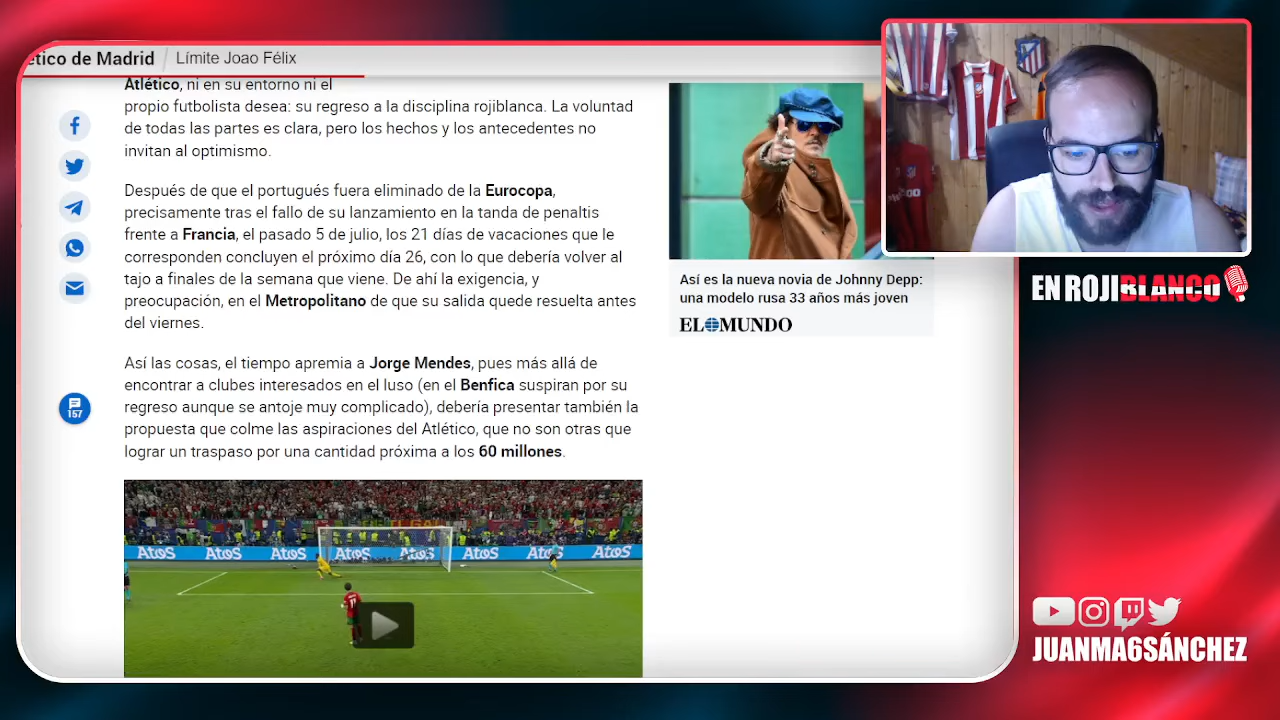 ético de Madrid
Límite Joao Félix
Atlético, ni en su entorno ni el
propio futbolista desea: su regreso a la disciplina rojiblanca. La voluntad
de todas las partes es clara, pero los hechos y los antecedentes no
invitan al optimismo.
Después de que el portugués fuera eliminado de la Eurocopa,
precisamente tras el fallo de su lanzamiento en la tanda de penaltis
frente a Francia, el pasado 5 de julio, los 21 días de vacaciones que le
corresponden concluyen el próximo día 26, con lo que debería volver al
tajo a finales de la semana que viene. De ahí la exigencia, y
preocupación, en el Metropolitano de que su salida quede resuelta antes
del viernes.
Así las cosas, el tiempo apremia a Jorge Mendes, pues más allá de
encontrar a clubes interesados en el luso (en el Benfica suspiran por su
regreso aunque se antoje muy complicado), debería presentar también la
propuesta que colme las aspiraciones del Atlético, que no son otras que
lograr un traspaso por una cantidad próxima a los 60 millones.
157
Atos Atos Atos Atos Atos Atos Atos Atos
11
Así es la nueva novia de Johnny Depp:
una modelo rusa 33 años más joven
EL MUNDO
EN ROJIBLANCO
JUANMA6SÁNCHEZ